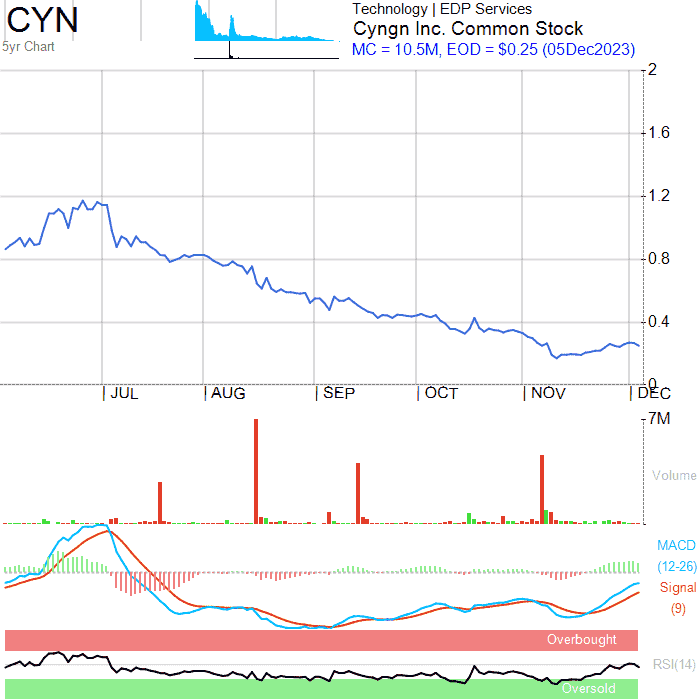 CYN
5yr Chart
Technology | EDP Services
Cyngn Inc. Common Stock
MC = 10.5M, EOD = $0.25 (05Dec2023)
2
1.6
1.2
0.8
0.4
0
| JUL | AUG | SEP | OCT | NOV | DEC
7M
Volume
MACD
(12-26)
Signal
(9)
Overbought
RSI(14)
Oversold